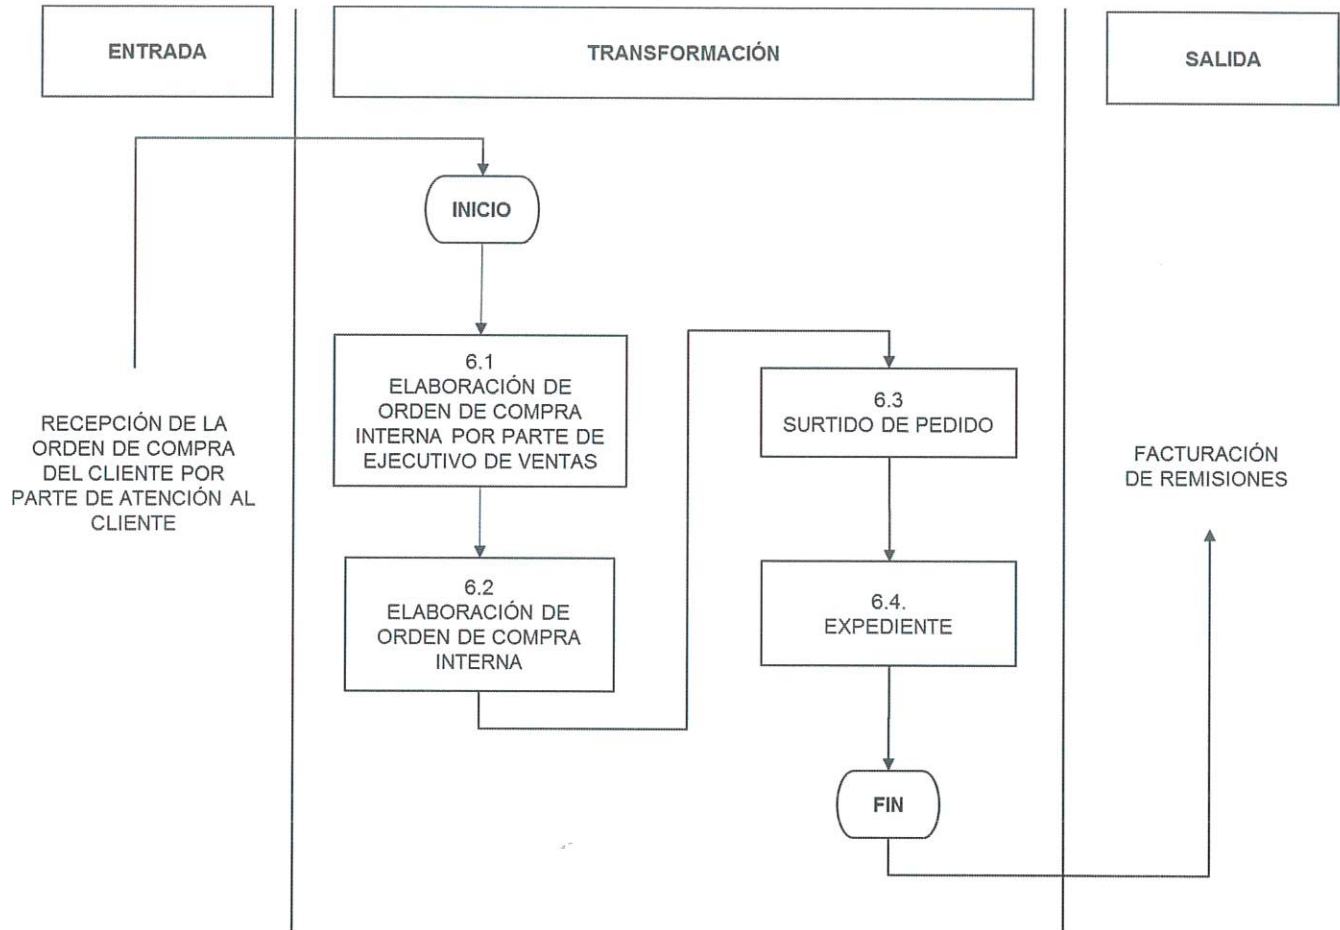 ENTRADA
TRANSFORMACIÓN
SALIDA
INICIO
RECEPCIÓN DE LA
ORDEN DE COMPRA
DEL CLIENTE POR
PARTE DE ATENCIÓN AL
CLIENTE
6.1
ELABORACIÓN DE
ORDEN DE COMPRA
INTERNA POR PARTE DE
EJECUTIVO DE VENTAS
6.2
ELABORACIÓN DE
ORDEN DE COMPRA
INTERNA
6.3
SURTIDO DE PEDIDO
6.4.
EXPEDIENTE
FIN
FACTURACIÓN
DE REMISIONES